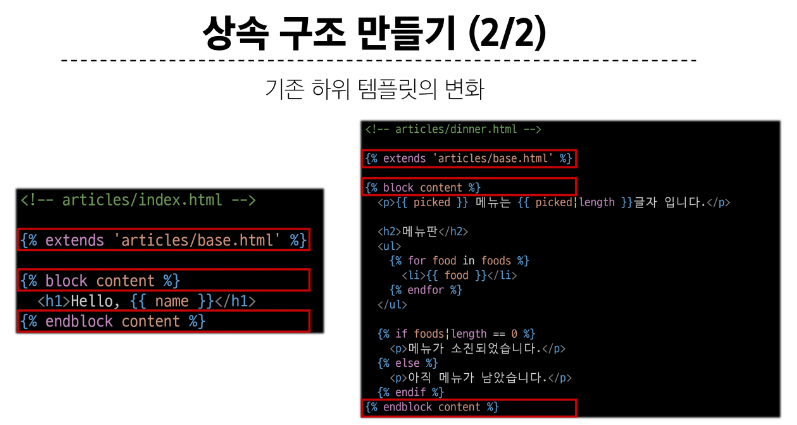 상속 구조 만들기 (2/2)
기존 하위 템플릿의 변화
<!-- articles/index.html -->
{% extends 'articles/base.html' %}
{% block content %}
<h1>Hello, {{ name }}</h1>
{% endblock content %}
<!-- articles/dinner.html -->
{% extends 'articles/base.html' %}
{% block content %}
<p>{{ picked }} 메뉴는 {{ picked|length }}글자 입니다.</p>
<h2>메뉴판</h2>
<ul>
{% for food in foods %}
<li>{{ food }}</li>
{% endfor %}
</ul>
{% if foods|length == 0 %}
<p>메뉴가 소진되었습니다.</p>
{% else %}
<p>아직 메뉴가 남았습니다.</p>
{% endif %}
{% endblock content %}